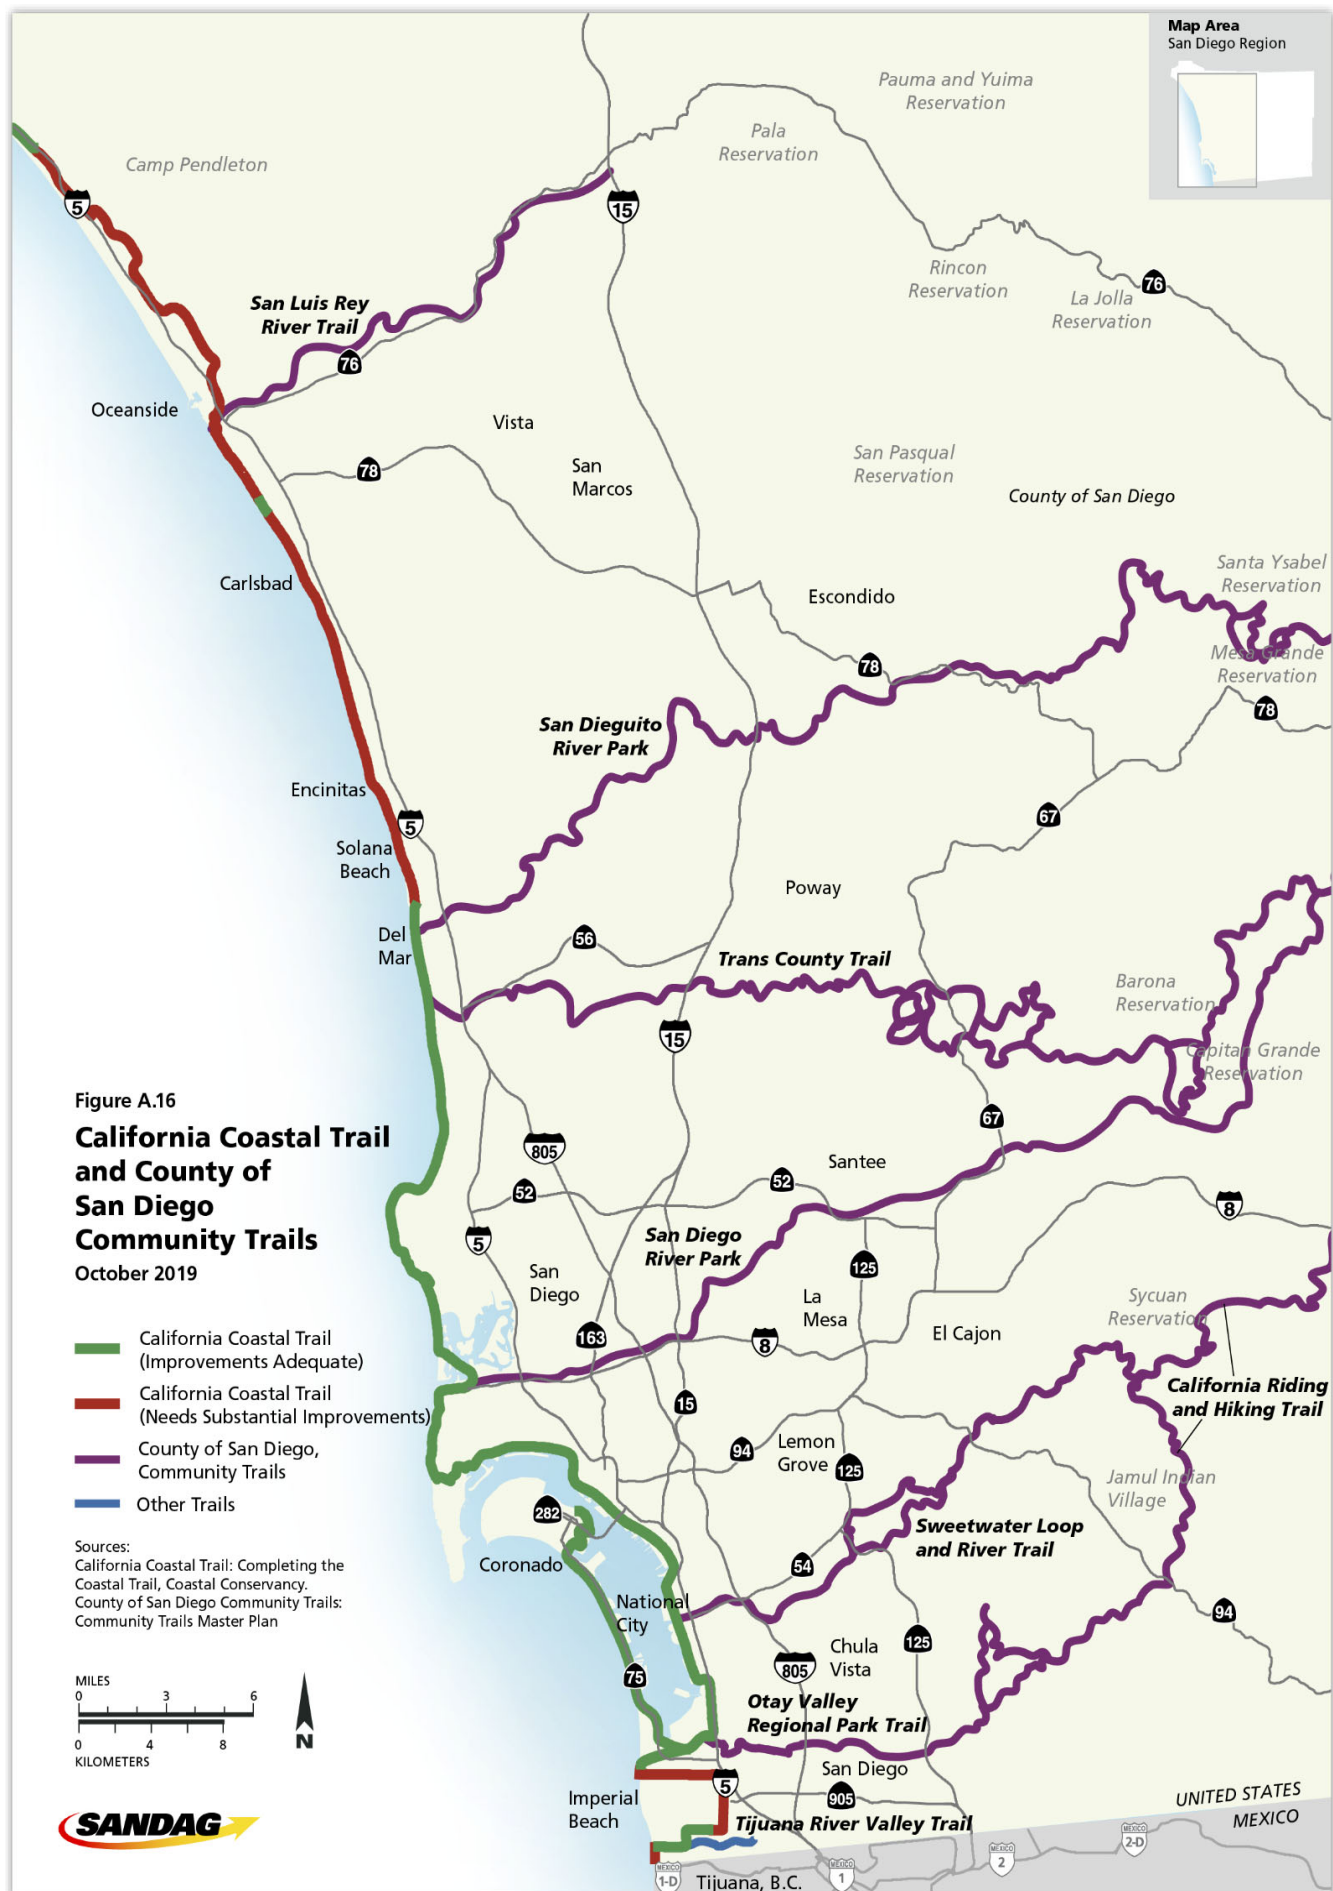 Map Area
San Diego Region
Pauma and Yuima
Reservation
Pala
Reservation
Camp Pendleton
5
15
Rincon
Reservation
76
La Jolla
Reservation
San Luis Rey
River Trail
76
Oceanside
Vista
78
San
Marcos
San Pasqual
Reservation
County of San Diego
Santa Ysabel
Reservation
Carlsbad
Escondido
78
Mesa Grande
Reservation
78
San Dieguito
River Park
Encinitas
5
67
Solana
Beach
Poway
Del
Mar
56
Trans County Trail
Barona
Reservation
15
Capitan Grande
Reservation
Figure A.16
California Coastal Trail
and County of
San Diego
Community Trails
October 2019
67
805
52
52
Santee
8
5
San Diego
River Park
125
San
Diego
La
Mesa
Sycuan
Reservation
163
8
El Cajon
California Coastal Trail
(Improvements Adequate)
California Coastal Trail
(Needs Substantial Improvements)
County of San Diego,
Community Trails
Other Trails
California Riding
and Hiking Trail
15
94
Lemon
Grove
125
Jamul Indian
Village
282
Sweetwater Loop
and River Trail
Sources:
California Coastal Trail: Completing the
Coastal Trail, Coastal Conservancy.
County of San Diego Community Trails:
Community Trails Master Plan
Coronado
54
National
City
94
Chula
Vista
125
805
75
MILES
0 3 6
0 4 8
KILOMETERS
N
Otay Valley
Regional Park Trail
San Diego
5
905
Imperial
Beach
Tijuana River Valley Trail
UNITED STATES
MEXICO
SANDAG
MEXICO
1-D
Tijuana, B.C.
MEXICO
1
MEXICO
2
MEXICO
2-D